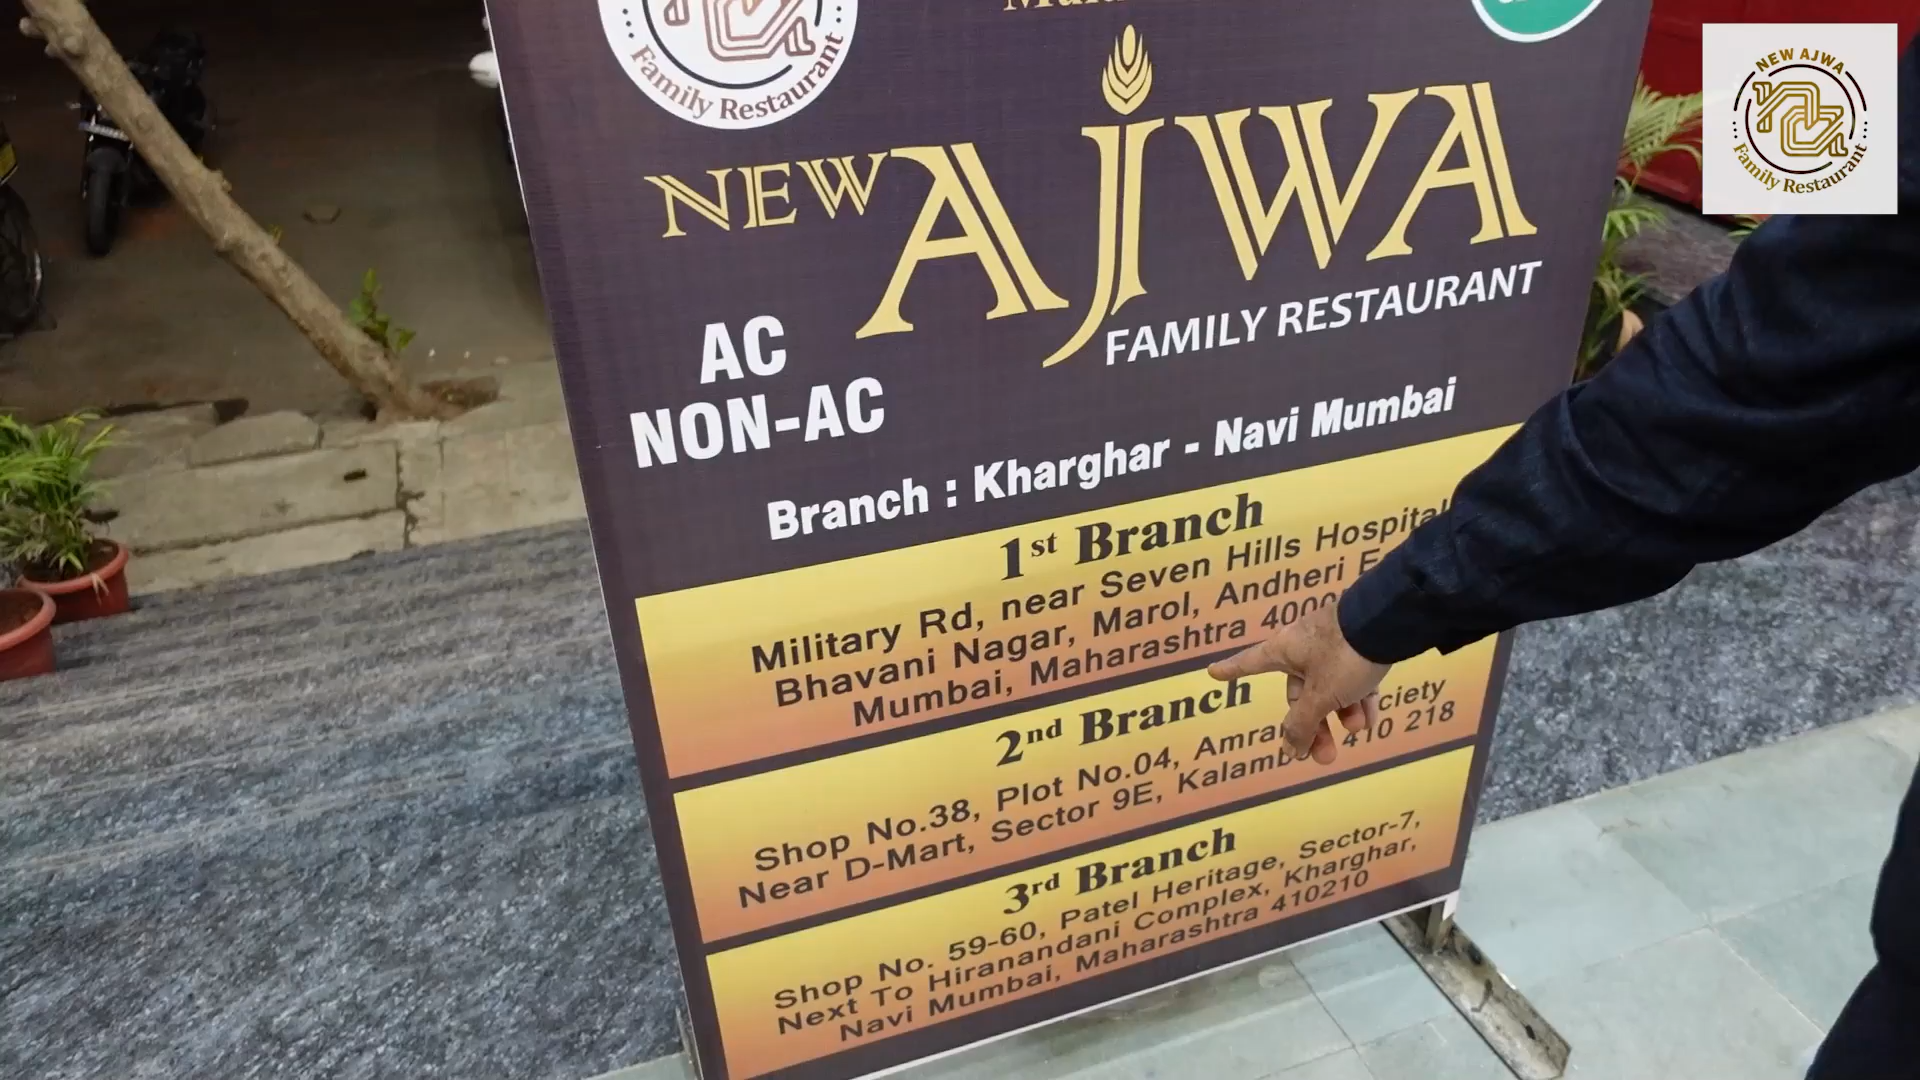 Family Restaurant
NEW AJWA
FAMILY RESTAURANT
AC
NON-AC
Branch : Kharghar - Navi Mumbai
1st Branch
Military Rd, near Seven Hills Hospital
Bhavani Nagar, Marol, Andheri
Mumbai, Maharashtra
2nd Branch
Shop No.38, Plot No.04,
Near D-Mart, Sector 9E, 410 218
3rd Branch
Shop No. 59-60, Patel Heritage, Sector-7,
Next To Hiranandani Complex, Kharghar,
Navi Mumbai, Maharashtra 410210
NEW AJWA
Family Restaurant